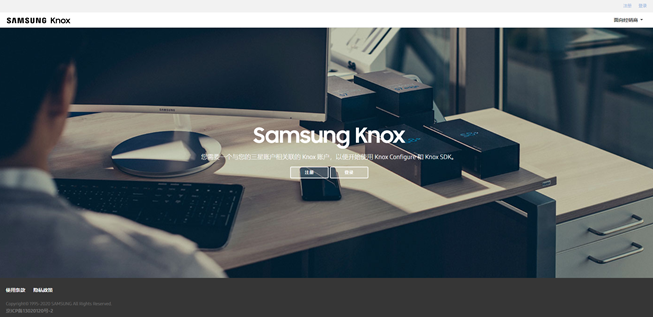 注册 登录
SAMSUNG Knox
面向经销商
SAMSUNG
Samsung Knox
您需要一个与您的三星账户相关联的 Knox 账户，以便开始使用 Knox Configure 和 Knox SDK。
注册 登录
使用条款 隐私政策
Copyright© 1995-2020 SAMSUNG. All Rights Reserved.